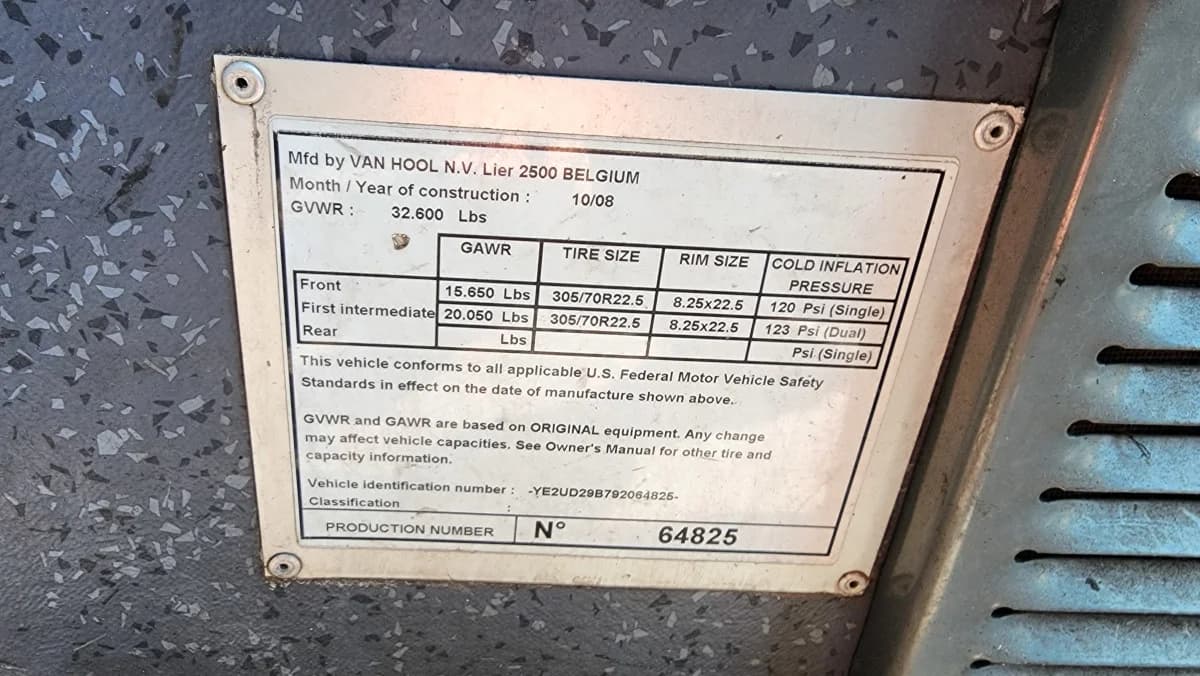 Mfd by VAN HOOL N.V. Lier 2500 BELGIUM
Month / Year of construction : 10/08
GVWR : 32.600 Lbs
GAWR TIRE SIZE RIM SIZE COLD INFLATION PRESSURE
Front 15.650 Lbs 305/70R22.5 8.25x22.5 120 Psi (Single)
First intermediate 20.050 Lbs 305/70R22.5 8.25x22.5 123 Psi (Dual)
Rear Lbs Psi (Single)
This vehicle conforms to all applicable U.S. Federal Motor Vehicle Safety
Standards in effect on the date of manufacture shown above.
GVWR and GAWR are based on ORIGINAL equipment. Any change
may affect vehicle capacities. See Owner's Manual for other tire and
capacity information.
Vehicle identification number : -YE2UD29B792064825-
Classification :
PRODUCTION NUMBER N° 64825